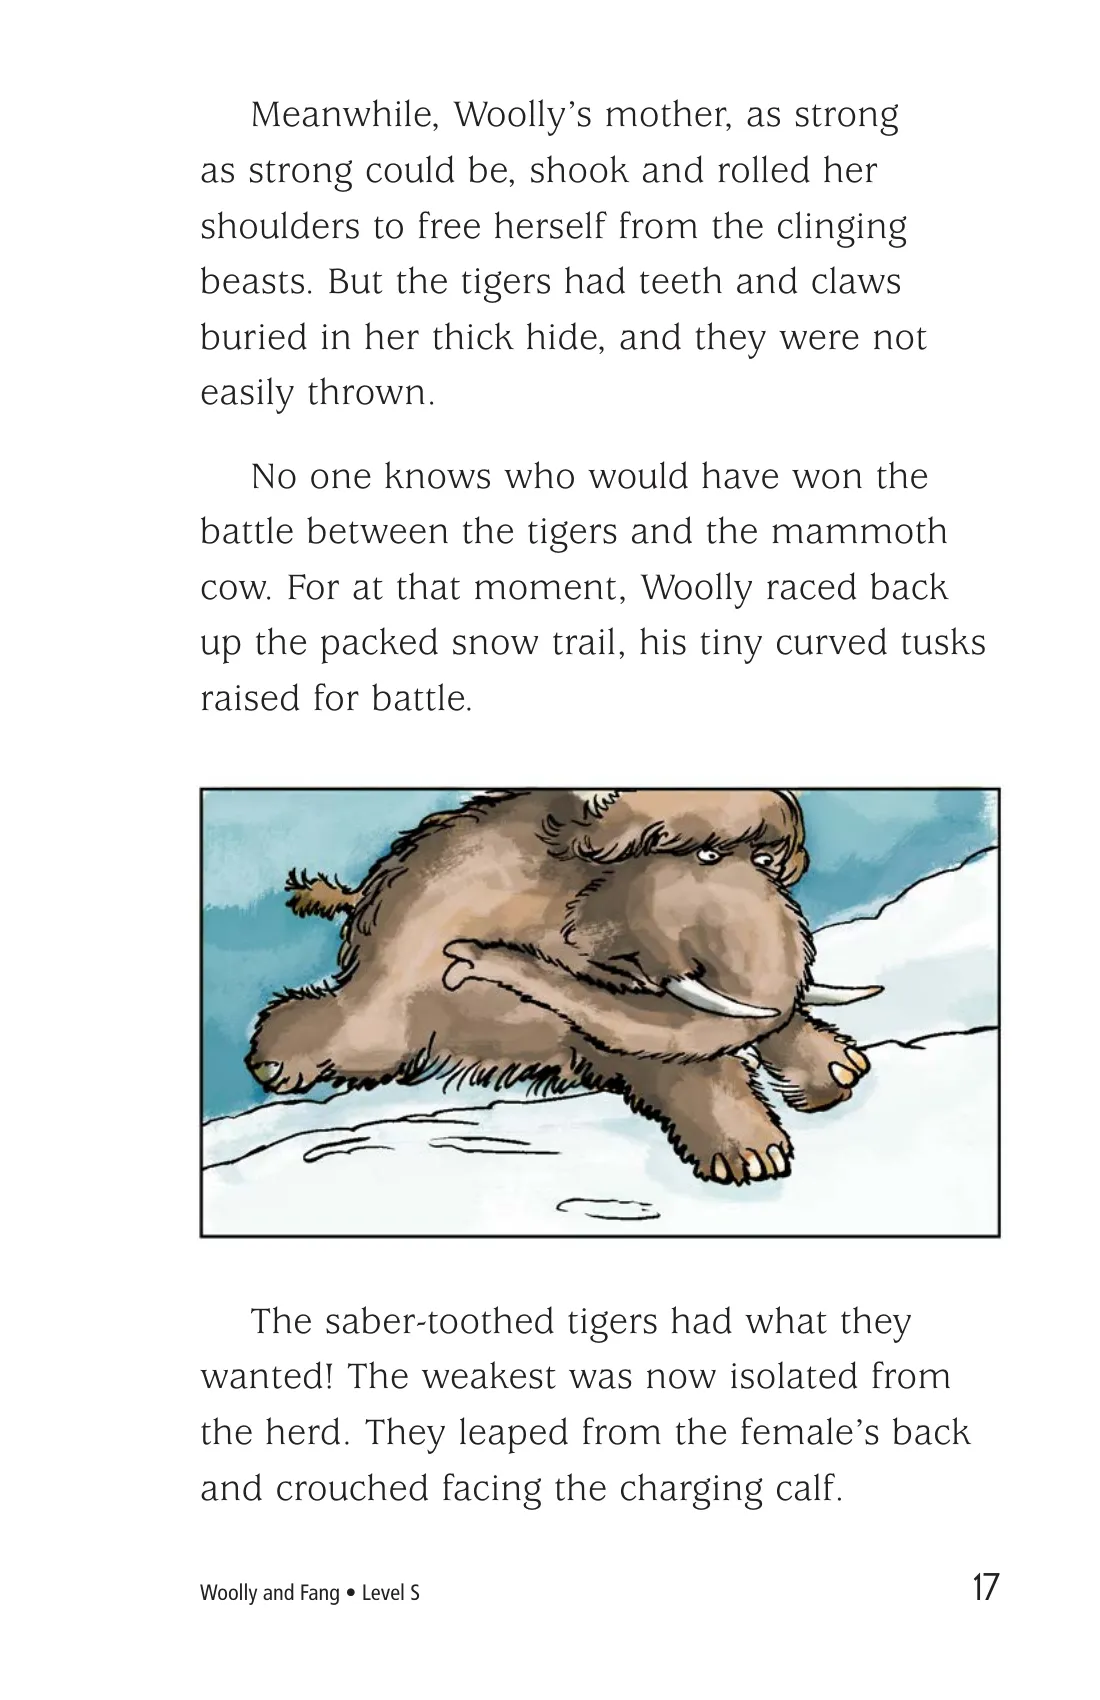 Meanwhile, Woolly’s mother, as strong
as strong could be, shook and rolled her
shoulders to free herself from the clinging
beasts. But the tigers had teeth and claws
buried in her thick hide, and they were not
easily thrown.
No one knows who would have won the
battle between the tigers and the mammoth
cow. For at that moment, Woolly raced back
up the packed snow trail, his tiny curved tusks
raised for battle.
The saber-toothed tigers had what they
wanted! The weakest was now isolated from
the herd. They leaped from the female’s back
and crouched facing the charging calf.
Woolly and Fang • Level S
17